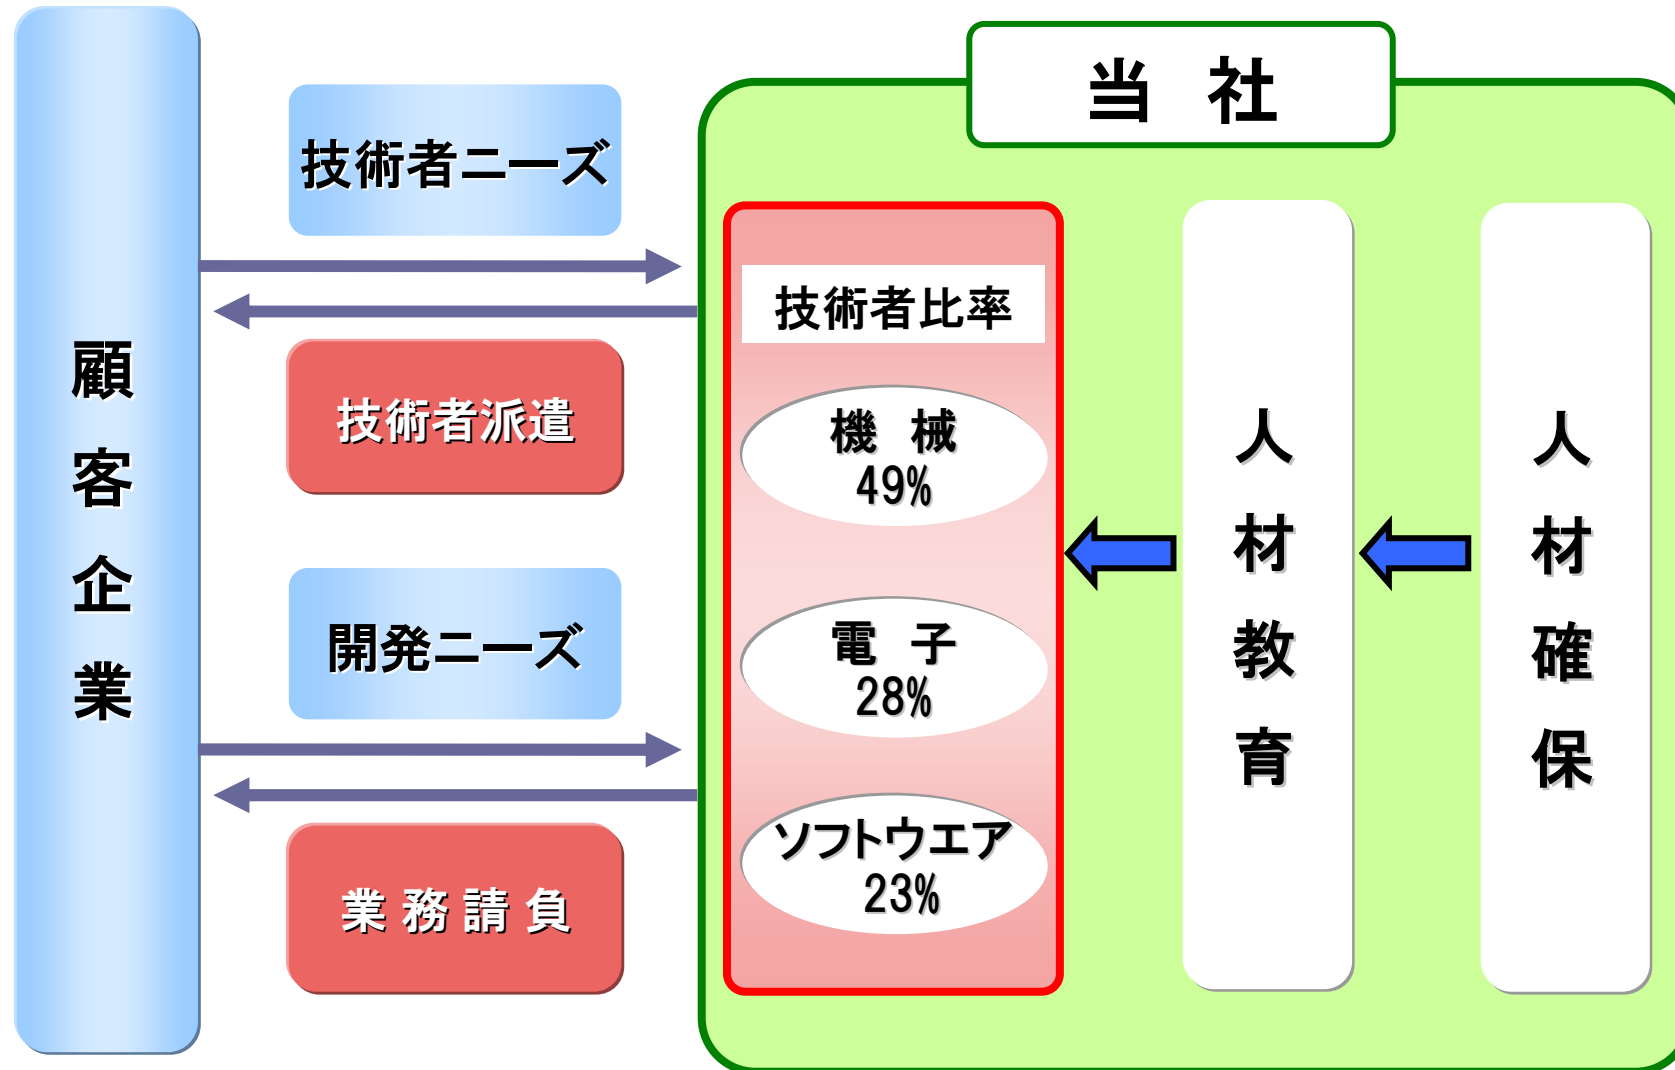 当　社
顧客企業
技術者ニーズ
技術者派遣
開発ニーズ
業務請負
技術者比率
機　械
49%
電　子
28%
ソフトウエア
23%
人材教育
人材確保